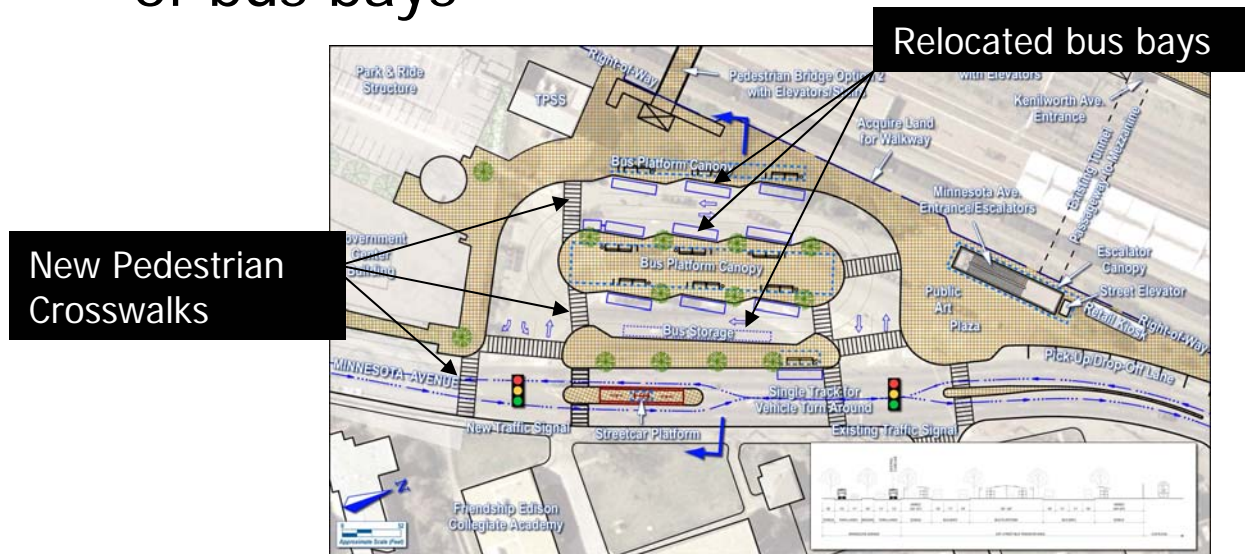 of bus bays
Relocated bus bays
Right-of-Way
Park & Ride
Structure
TPSS
Pedestrian Bridge Option 2
with Elevators/Stairs
with Elevators
Kenilworth Ave.
Entrance
Acquire Land
for Walkway
Existing Tunnel
Passageway to Mezzanine
Bus Platform Canopy
Minnesota Ave.
Entrance/Escalators
New Pedestrian
Crosswalks
Government
Center
Building
Bus Platform Canopy
Escalator
Canopy
Street Elevator
Public
Art
Plaza
Retail Kiosk
Right-of-Way
Bus Storage
Pick-Up/Drop-Off Lane
MINNESOTA AVENUE
Single Track for
Vehicle Turn Around
New Traffic Signal
Streetcar Platform
Existing Traffic Signal
Friendship Edison
Collegiate Academy
N
Approximate Scale (Feet)